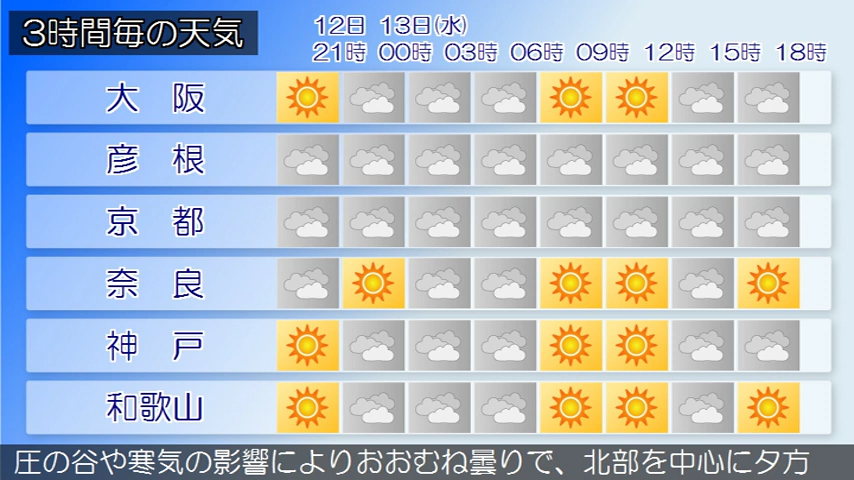 3時間毎の天気
12日 13日(水)
21時 00時 03時 06時 09時 12時 15時 18時
大阪
彦根
京都
奈良
神戸
和歌山
圧の谷や寒気の影響によりおおむね曇りで、北部を中心に夕方